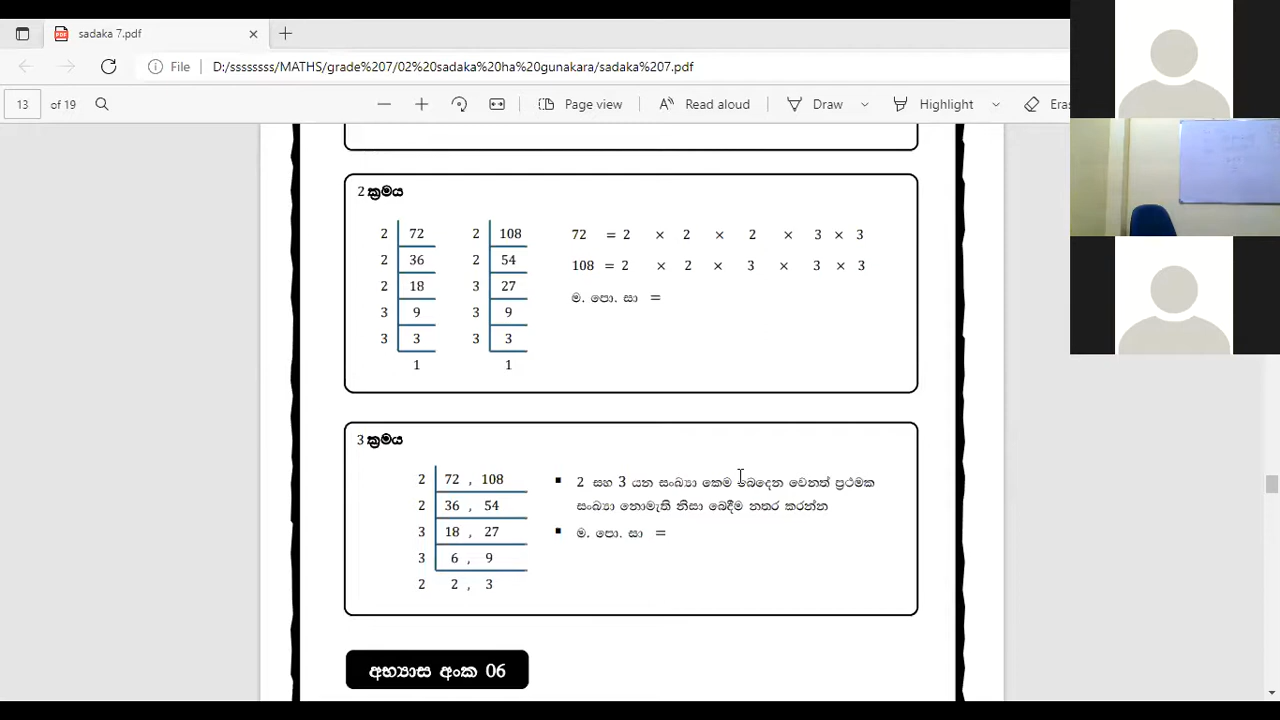 sadaka 7.pdf
File D:/ssssssss/MATHS/grade%207/02%20sadaka%20ha%20gunakara/sadaka%207.pdf
13 of 19 Page view Read aloud Draw Highlight Eras
2 ක්‍රමය
2 72 2 108 72 = 2 × 2 × 2 × 3 × 3
2 36 2 54 108 = 2 × 2 × 3 × 3 × 3
2 18 3 27 ම. පො. සා =
3 9 3 9
3 3 3 3
1 1
3 ක්‍රමය
2 72 , 108
2 36 , 54
3 18 , 27
3 6 , 9
2 2 , 3
▪ 2 සහ 3 යන සංඛ්‍යා කෙම බෙදෙන වෙනත් ප්‍රථමක
සංඛ්‍යා නොමැති නිසා බෙදීම නතර කරන්න
▪ ම. පො. සා =
අභ්‍යාස අංක 06